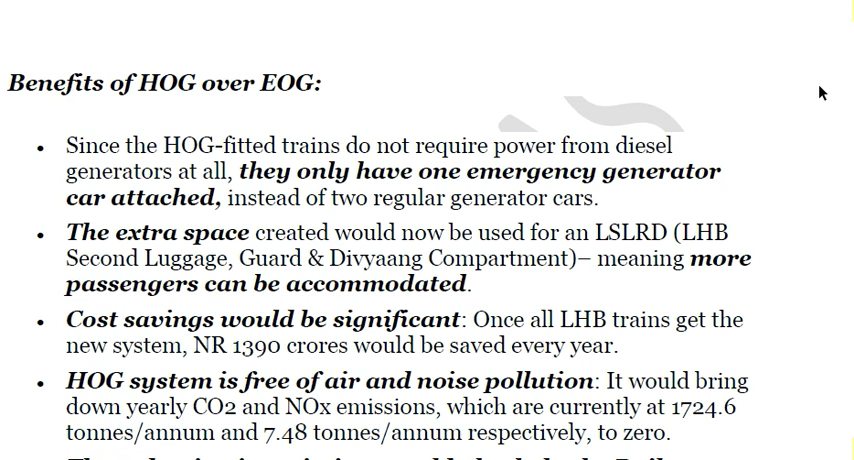 Benefits of HOG over EOG:
• Since the HOG-fitted trains do not require power from diesel
generators at all, they only have one emergency generator
car attached, instead of two regular generator cars.
• The extra space created would now be used for an LSLRD (LHB
Second Luggage, Guard & Divyaang Compartment)– meaning more
passengers can be accommodated.
• Cost savings would be significant: Once all LHB trains get the
new system, NR 1390 crores would be saved every year.
• HOG system is free of air and noise pollution: It would bring
down yearly CO2 and NOx emissions, which are currently at 1724.6
tonnes/annum and 7.48 tonnes/annum respectively, to zero.